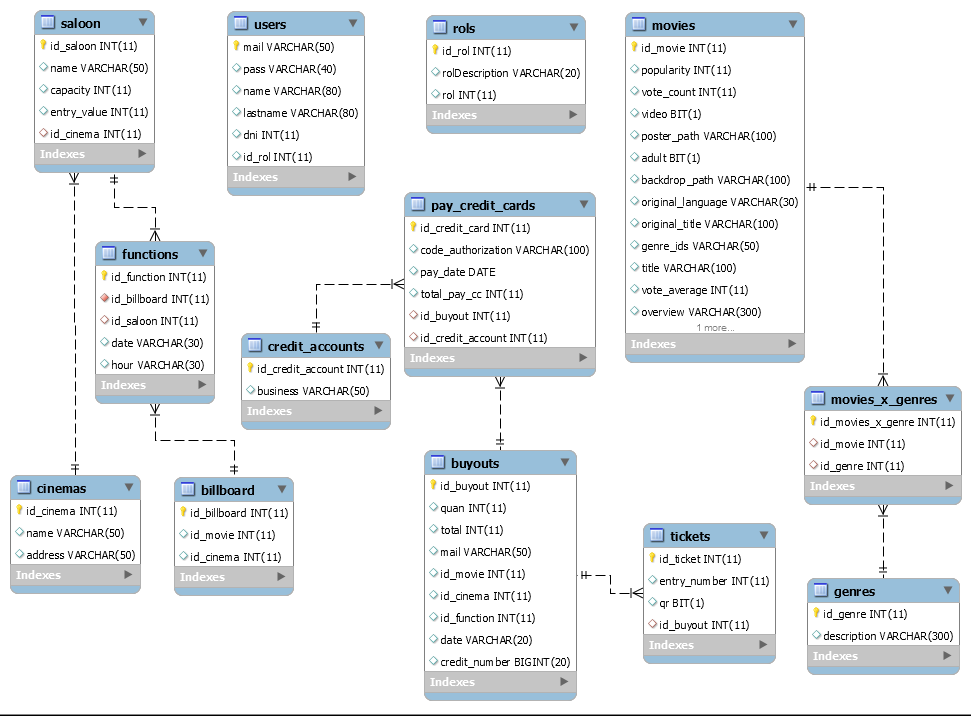 saloon
id_saloon INT(11)
name VARCHAR(50)
capacity INT(11)
entry_value INT(11)
id_cinema INT(11)
Indexes
users
mail VARCHAR(50)
pass VARCHAR(40)
name VARCHAR(80)
lastname VARCHAR(80)
dni INT(11)
id_rol INT(11)
Indexes
rols
id_rol INT(11)
rolDescription VARCHAR(20)
rol INT(11)
Indexes
movies
id_movie INT(11)
popularity INT(11)
vote_count INT(11)
video BIT(1)
poster_path VARCHAR(100)
adult BIT(1)
backdrop_path VARCHAR(100)
original_language VARCHAR(30)
original_title VARCHAR(100)
genre_ids VARCHAR(50)
title VARCHAR(100)
vote_average INT(11)
overview VARCHAR(300)
1 more...
Indexes
functions
id_function INT(11)
id_billboard INT(11)
id_saloon INT(11)
date VARCHAR(30)
hour VARCHAR(30)
Indexes
pay_credit_cards
id_credit_card INT(11)
code_authorization VARCHAR(100)
pay_date DATE
total_pay_cc INT(11)
id_buyout INT(11)
id_credit_account INT(11)
Indexes
credit_accounts
id_credit_account INT(11)
business VARCHAR(50)
Indexes
movies_x_genres
id_movies_x_genre INT(11)
id_movie INT(11)
id_genre INT(11)
Indexes
cinemas
id_cinema INT(11)
name VARCHAR(50)
address VARCHAR(50)
Indexes
billboard
id_billboard INT(11)
id_movie INT(11)
id_cinema INT(11)
Indexes
buyouts
id_buyout INT(11)
quan INT(11)
total INT(11)
mail VARCHAR(50)
id_movie INT(11)
id_cinema INT(11)
id_function INT(11)
date VARCHAR(20)
credit_number BIGINT(20)
Indexes
tickets
id_ticket INT(11)
entry_number INT(11)
qr BIT(1)
id_buyout INT(11)
Indexes
genres
id_genre INT(11)
description VARCHAR(300)
Indexes